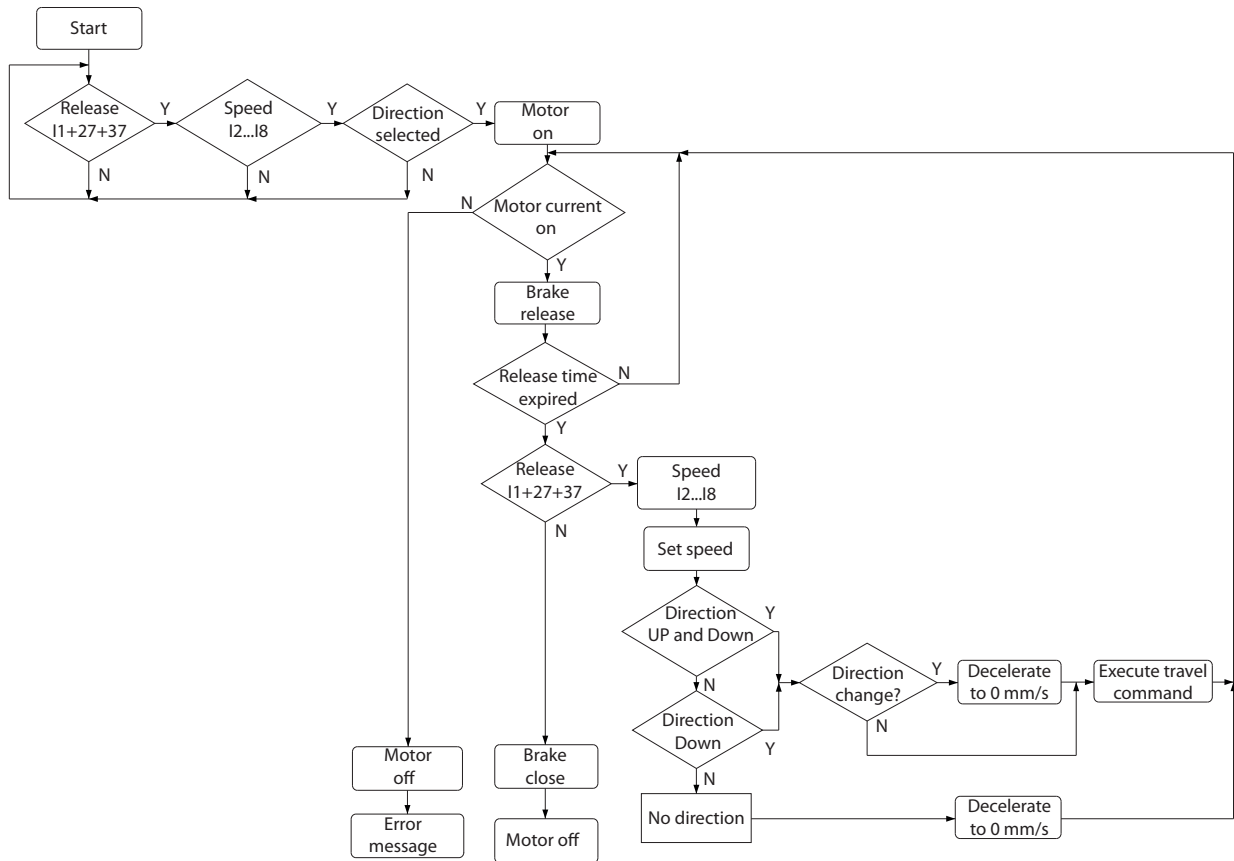 Start
Release
I1+27+37
Y
N
Speed
I2...I8
Y
N
Direction
selected
Y
N
Motor
on
Motor current
on
N
Y
Brake
release
Release time
expired
N
Y
Release
I1+27+37
Y
N
Speed
I2...I8
Set speed
Direction
UP and Down
Y
N
Direction
Down
Y
N
Direction
change?
Y
N
Decelerate
to 0 mm/s
Execute travel
command
Motor
off
Error
message
Brake
close
Motor off
No direction
Decelerate
to 0 mm/s